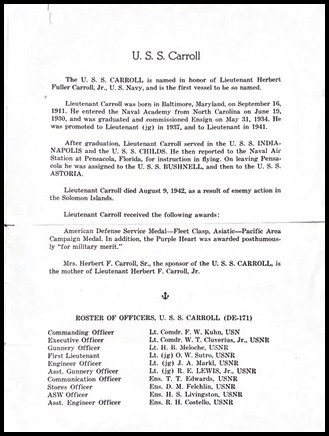 U. S. S. Carroll
The U. S. S. CARROLL is named in honor of Lieutenant Herbert
Fuller Carroll, Jr., U. S. Navy, and is the first vessel to be so named.
Lieutenant Carroll was born in Baltimore, Maryland, on September 16,
1911. He entered the Naval Academy from North Carolina on June 19,
1930, and was graduated and commissioned Ensign on May 31, 1934. He
was promoted to Lieutenant (jg) in 1937, and to Lieutenant in 1941.
After graduation, Lieutenant Carroll served in the U. S. S. INDIA-
NAPOLIS and the U. S. S. CHILDS. He then reported to the Naval Air
Station at Pensacola, Florida, for instruction in flying. On leaving Pensa-
cola he was assigned to the U. S. S. BUSHNELL, and then to the U. S. S.
ASTORIA.
Lieutenant Carroll died August 9, 1942, as a result of enemy action in
the Solomon Islands.
Lieutenant Carroll received the following awards:
American Defense Service Medal—Fleet Clasp, Asiatic—Pacific Area
Campaign Medal. In addition, the Purple Heart was awarded posthumous-
ly "for military merit."
Mrs. Herbert F. Carroll, Sr., the sponsor of the U. S. S. CARROLL, is
the mother of Lieutenant Herbert F. Carroll, Jr.
ROSTER OF OFFICERS, U. S. S. CARROLL (DE-171)
Commanding Officer Lt. Comdr. F. W. Kuhn, USN
Executive Officer Lt. Comdr. W. T. Cluverius, Jr., USNR
Gunnery Officer Lt. H. B. Meloche, USNR
First Lieutenant Lt. (jg) O. W. Sutro, USNR
Engineer Officer Lt. (jg) J. A. Markl, USNR
Asst. Gunnery Officer Lt. (jg) R. E. LEWIS, Jr., USNR
Communication Officer Ens. T. T. Edwards, USNR
Stores Officer Ens. D. M. Felchlin, USNR
ASW Officer Ens. H. S. Livingston, USNR
Asst. Engineer Officer Ens. R. H. Costello, USNR